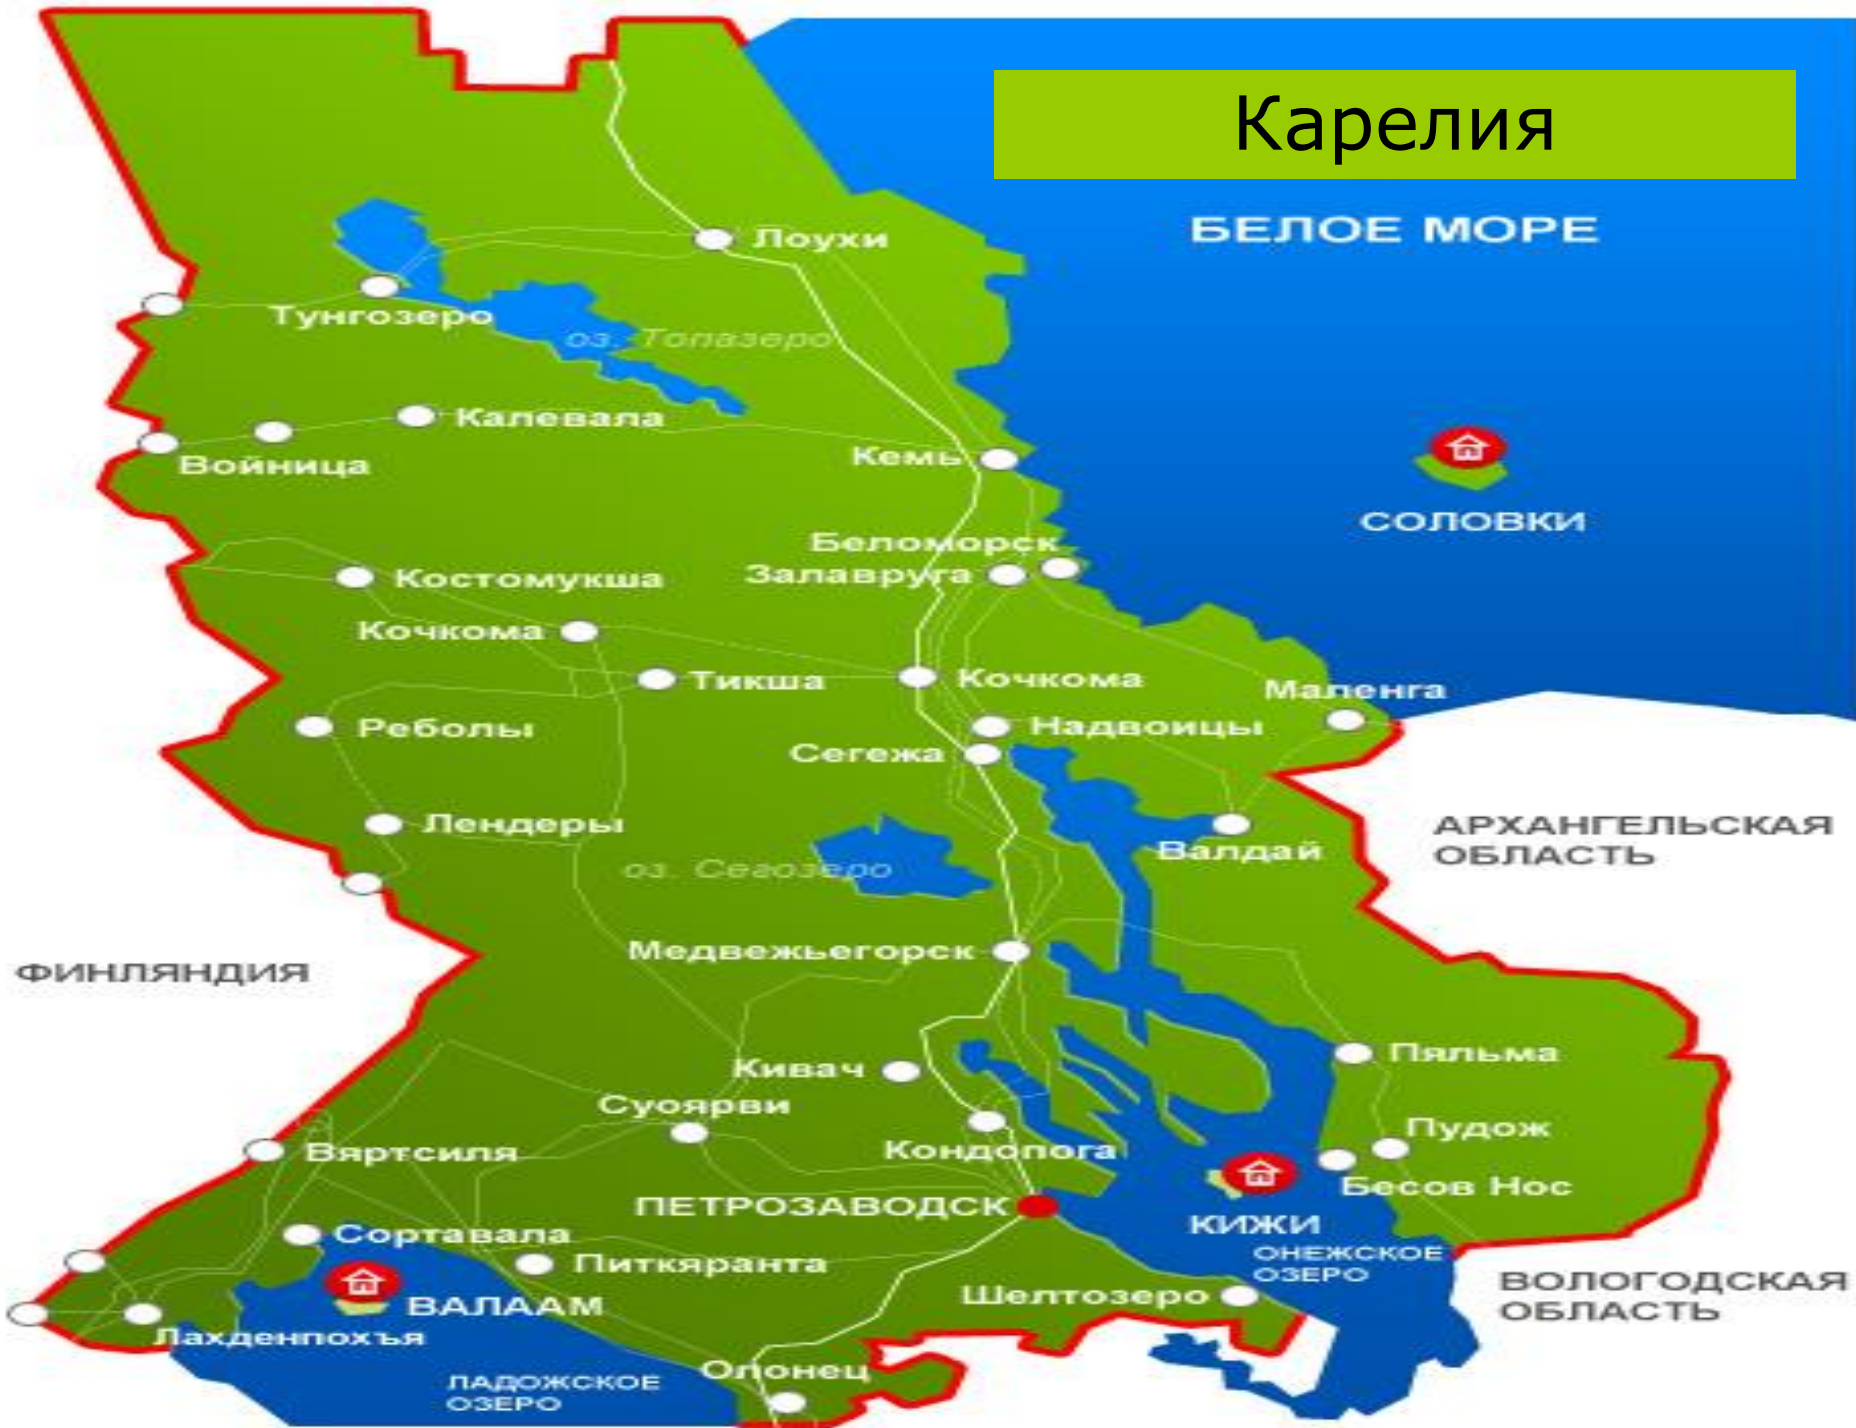 Карелия
БЕЛОЕ МОРЕ
Лоухи
Тунгозеро
оз. Топазеро
Калевала
Войница
Кемь
СОЛОВКИ
Беломорск
Залавруга
Костомукша
Кочкома
Тикша
Кочкома
Маленга
Реболы
Надвоицы
Сегежа
Лендеры
АРХАНГЕЛЬСКАЯ
ОБЛАСТЬ
Валдай
оз. Сегозеро
Медвежьегорск
ФИНЛЯНДИЯ
Пяльма
Кивач
Суоярви
Пудож
Вяртсиля
Кондопога
Бесов Нос
ПЕТРОЗАВОДСК
КИЖИ
Сортавала
ОНЕЖСКОЕ
ОЗЕРО
Питкяранта
ВОЛОГОДСКАЯ
ОБЛАСТЬ
Шелтозеро
ВАЛААМ
Лахденпохъя
Олонец
ЛАДОЖСКОЕ
ОЗЕРО